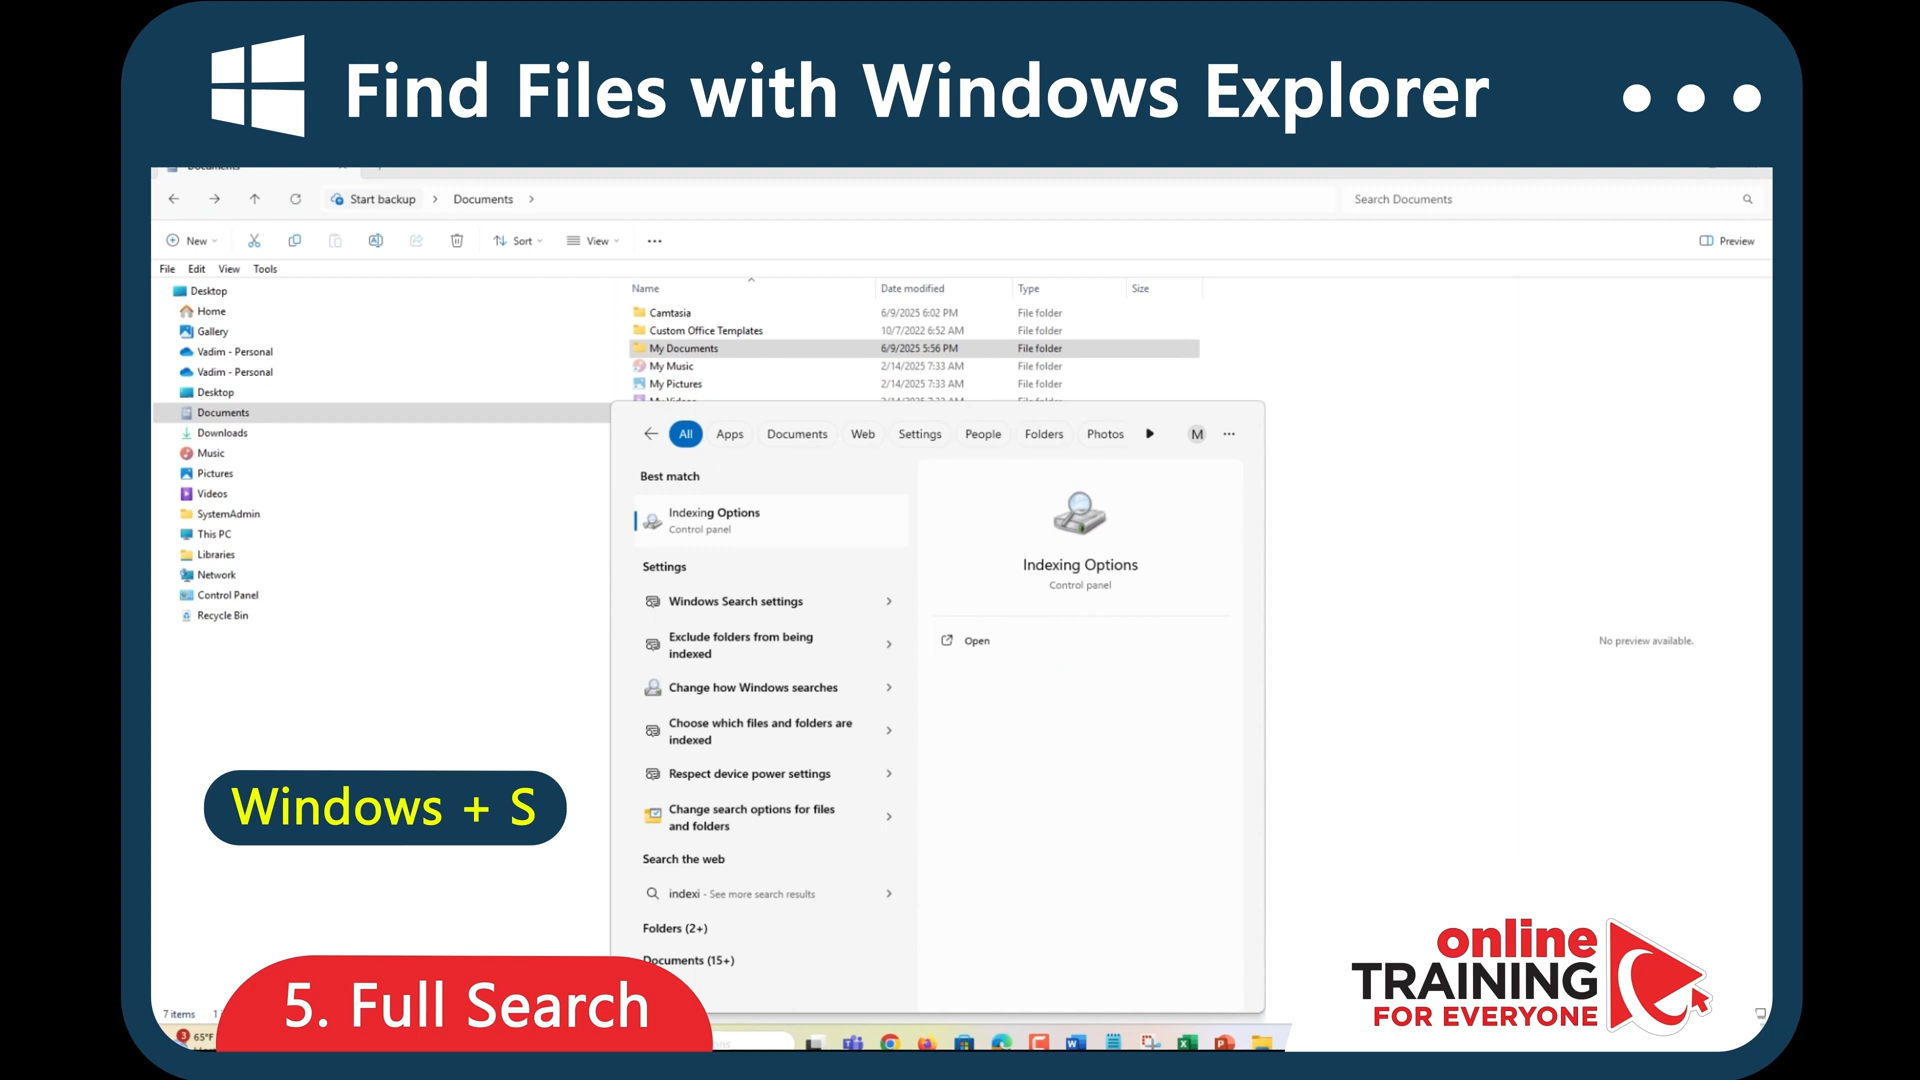 Find Files with Windows Explorer
Documents
Start backup > Documents >
Search Documents
New
Sort
View
Preview
File Edit View Tools
Desktop
Home
Gallery
Vadim - Personal
Vadim - Personal
Desktop
Documents
Downloads
Music
Pictures
Videos
SystemAdmin
This PC
Libraries
Network
Control Panel
Recycle Bin
Name Date modified Type Size
Camtasia 6/9/2025 6:02 PM File folder
Custom Office Templates 10/7/2022 6:52 AM File folder
My Documents 6/9/2025 5:56 PM File folder
My Music 2/14/2025 7:33 AM File folder
My Pictures 2/14/2025 7:33 AM File folder
All Apps Documents Web Settings People Folders Photos M
Best match
Indexing Options
Control panel
Settings
Windows Search settings
Exclude folders from being
indexed
Change how Windows searches
Choose which files and folders are
indexed
Respect device power settings
Change search options for files
and folders
Search the web
indexi - See more search results
Folders (2+)
Documents (15+)
Indexing Options
Control panel
Open
No preview available.
Windows + S
5. Full Search
7 items
3
65°F
online
TRAINING
FOR EVERYONE